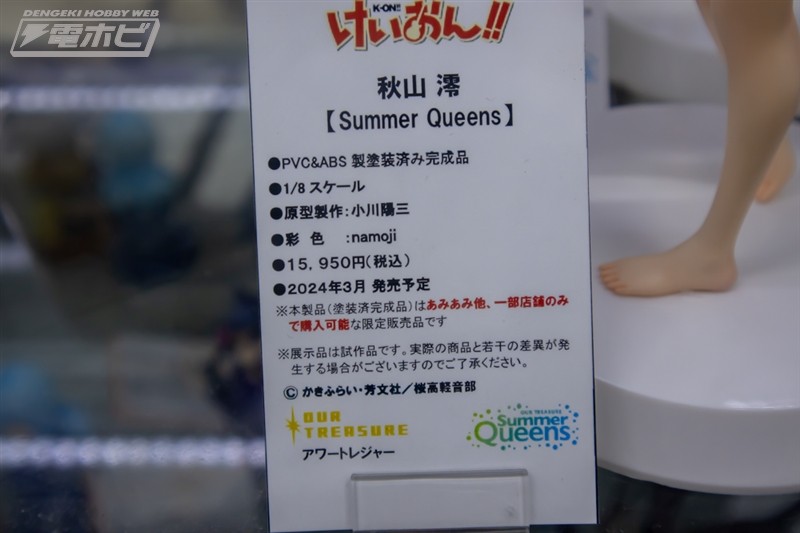 DENGEKI HOBBY WEB
電ホビ
K-ON!!
けいおん!!
秋山 澪
【Summer Queens】
●PVC&ABS 製塗装済み完成品
●1/8スケール
●原型製作:小川陽三
●彩 色 :namoji
●15,950円(税込)
●2024年3月 発売予定
※本製品(塗装済完成品)はあみあみ他、一部店舗のみ
で購入可能な限定販売品です
※展示品は試作品です。実際の商品と若干の差異が発
生する場合がございますのでご了承ください。
© かきふらい・芳文社/桜高軽音部
OUR
TREASURE
アワートレジャー
OUR TREASURE
Summer
Queens